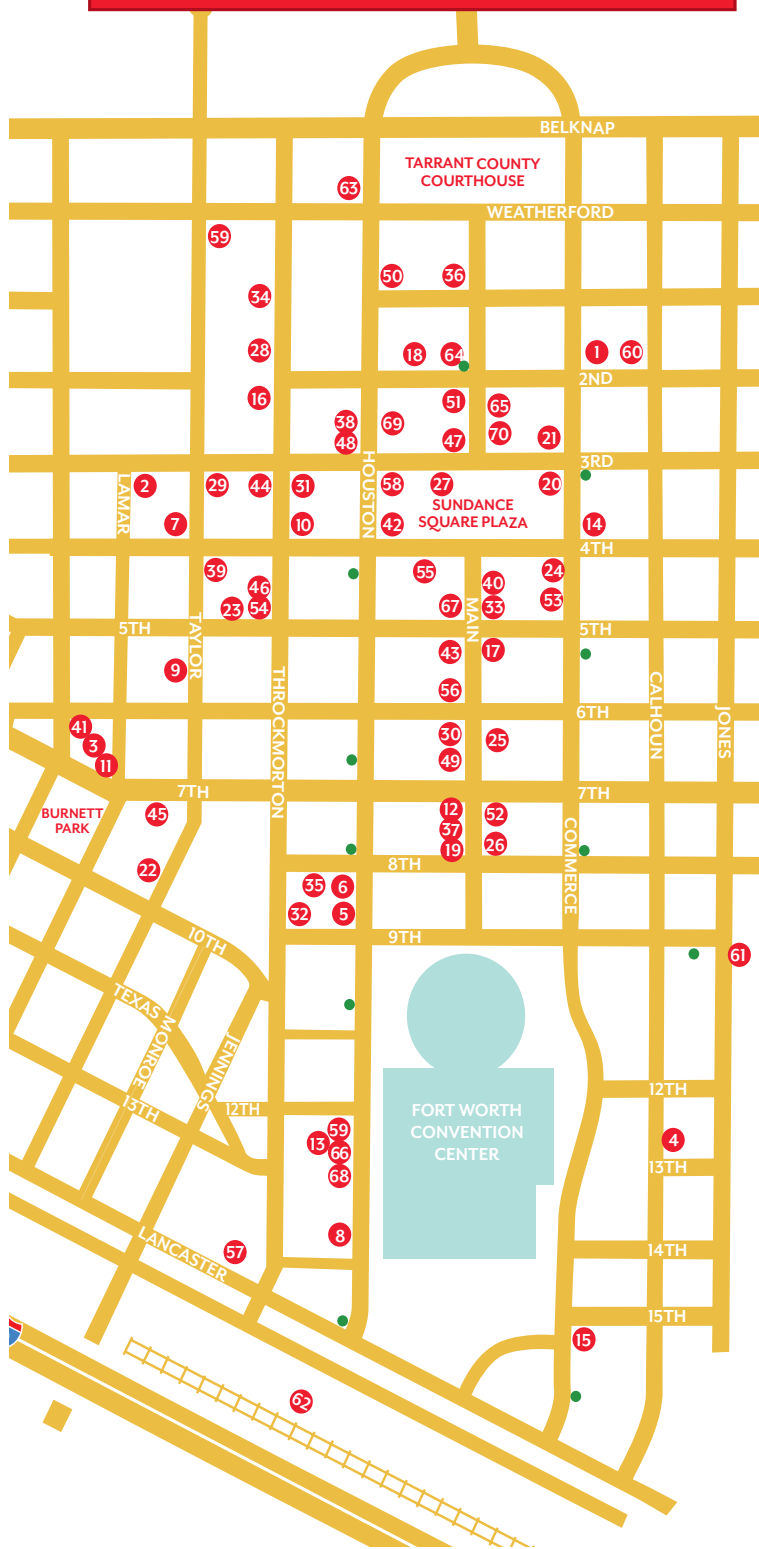 BELKNAP
TARRANT COUNTY
COURTHOUSE
63
WEATHERFORD
59
50
36
34
28
18
64
1
60
2ND
16
51
65
38
69
48
47
70
21
HOUSTON
3RD
LAMAR
2
29
44
31
58
27
20
SUNDANCE
SQUARE PLAZA
7
10
42
14
4TH
39
55
24
46
40
23
54
67
33
53
MAIN
TAYLOR
5TH
5TH
9
43
17
THROCKMORTON
56
CALHOUN
JONES
6TH
41
3
11
30
25
49
7TH
7TH
BURNETT
PARK
45
12
52
37
19
26
COMMERCE
22
8TH
35
6
32
5
10TH
9TH
61
TEXAS
MONROE
JENNINGS
13TH
12TH
12TH
FORT WORTH
CONVENTION
CENTER
59
13
66
68
4
13TH
8
57
LANCASTER
14TH
15TH
15
62